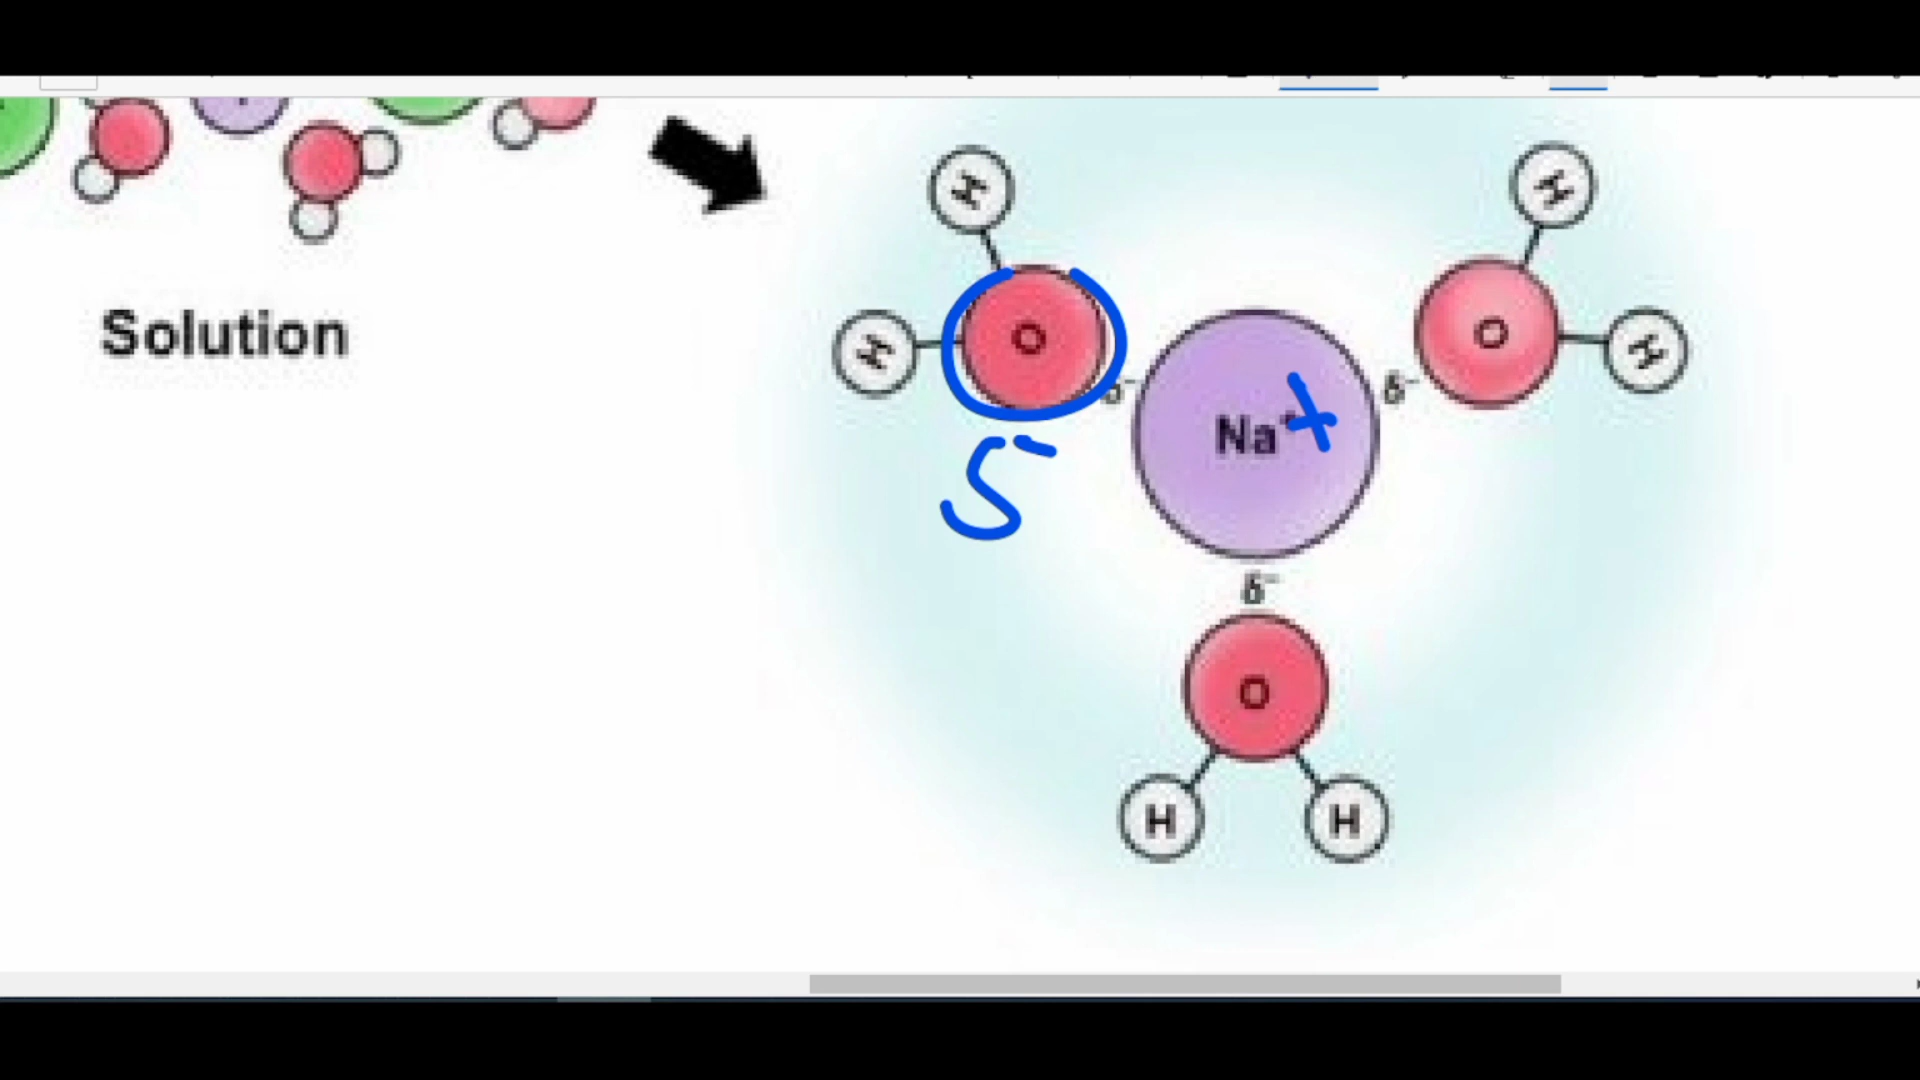 H H
Solution
O O
H H
δ⁻ δ⁻
Na⁺ +
δ⁻
δ⁻
O
H H